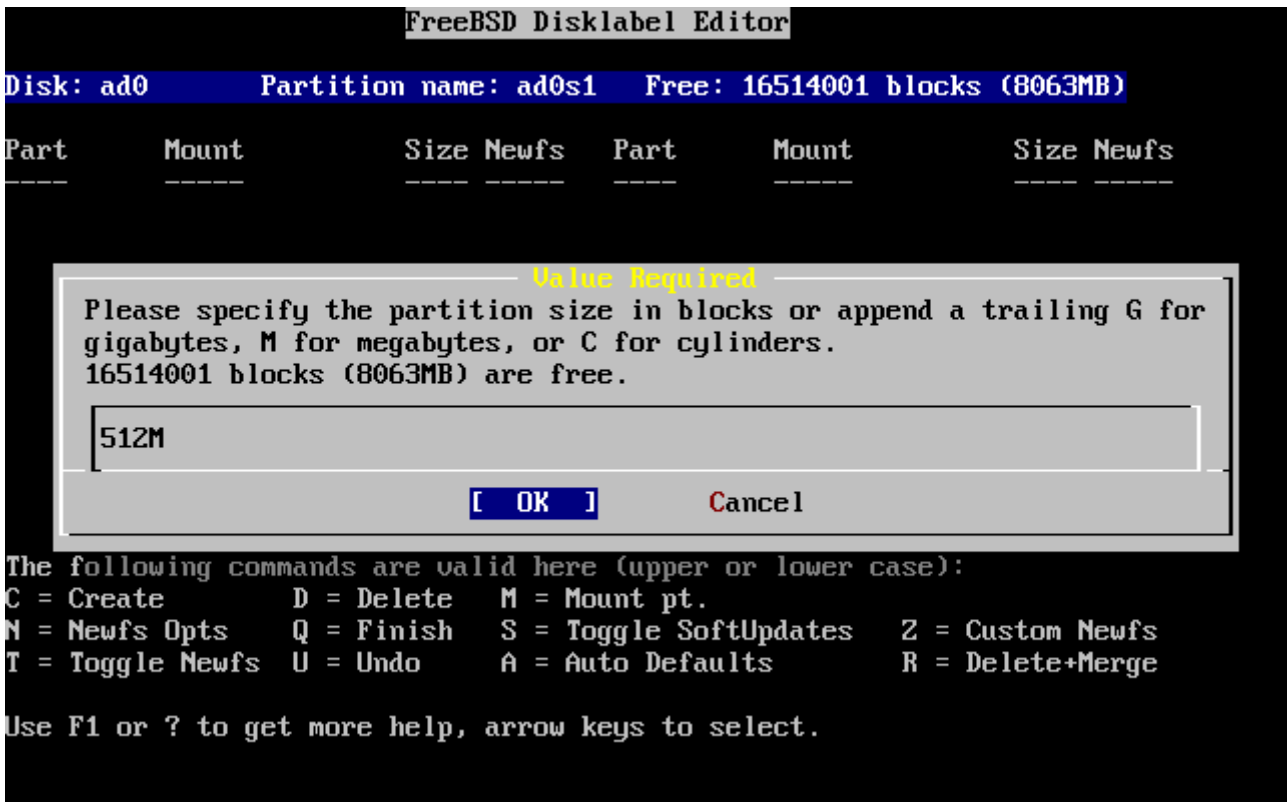 FreeBSD Disklabel Editor
Disk: ad0 Partition name: ad0s1 Free: 16514001 blocks (8063MB)
Part Mount Size Newfs Part Mount Size Newfs
---- ----- ---- ----- ---- ----- ---- -----
Value Required
Please specify the partition size in blocks or append a trailing G for
gigabytes, M for megabytes, or C for cylinders.
16514001 blocks (8063MB) are free.
512M
[ OK ] Cancel
The following commands are valid here (upper or lower case):
C = Create D = Delete M = Mount pt.
N = Newfs Opts Q = Finish S = Toggle SoftUpdates Z = Custom Newfs
T = Toggle Newfs U = Undo A = Auto Defaults R = Delete+Merge
Use F1 or ? to get more help, arrow keys to select.